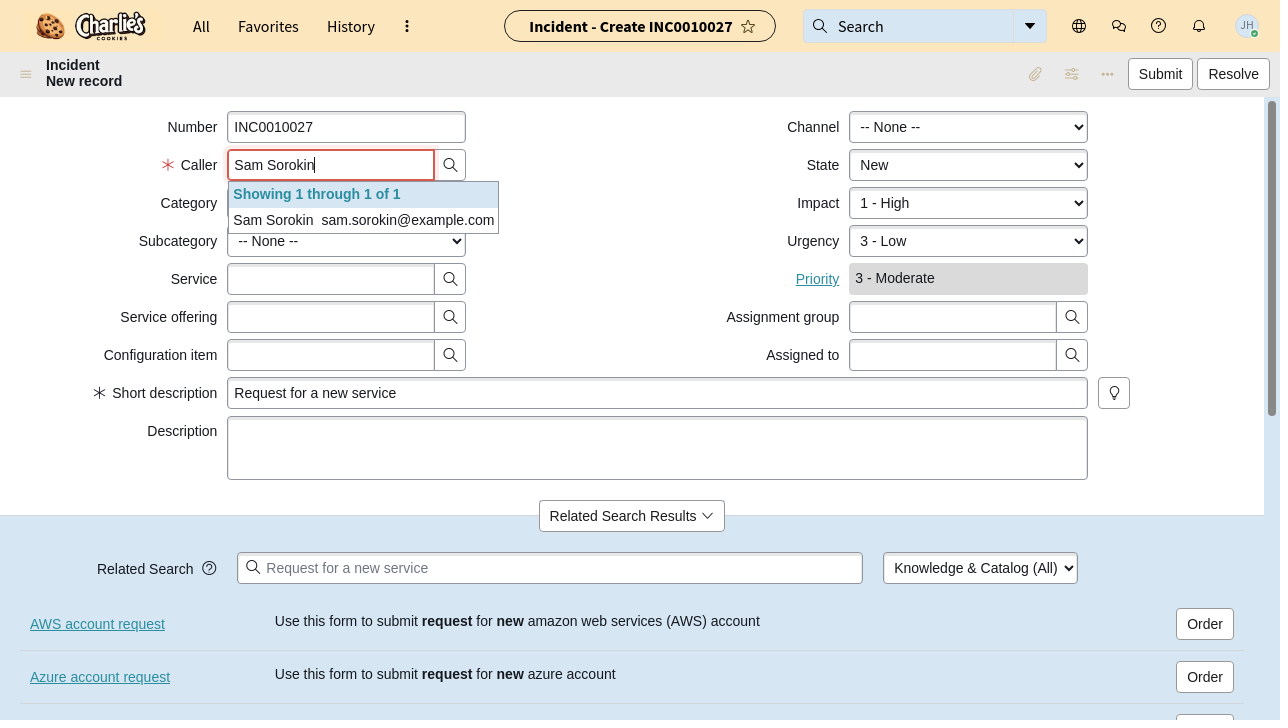 Charlie's
COOKIES
All
Favorites
History
Incident - Create INC0010027
Search
JH
Incident
New record
Submit
Resolve
Number
INC0010027
Channel
-- None --
Caller
Sam Sorokin
State
New
Showing 1 through 1 of 1
Sam Sorokin sam.sorokin@example.com
Category
Impact
1 - High
Subcategory
-- None --
Urgency
3 - Low
Service
Priority
3 - Moderate
Service offering
Assignment group
Configuration item
Assigned to
Short description
Request for a new service
Description
Related Search Results
Related Search
Request for a new service
Knowledge & Catalog (All)
AWS account request
Use this form to submit request for new amazon web services (AWS) account
Order
Azure account request
Use this form to submit request for new azure account
Order